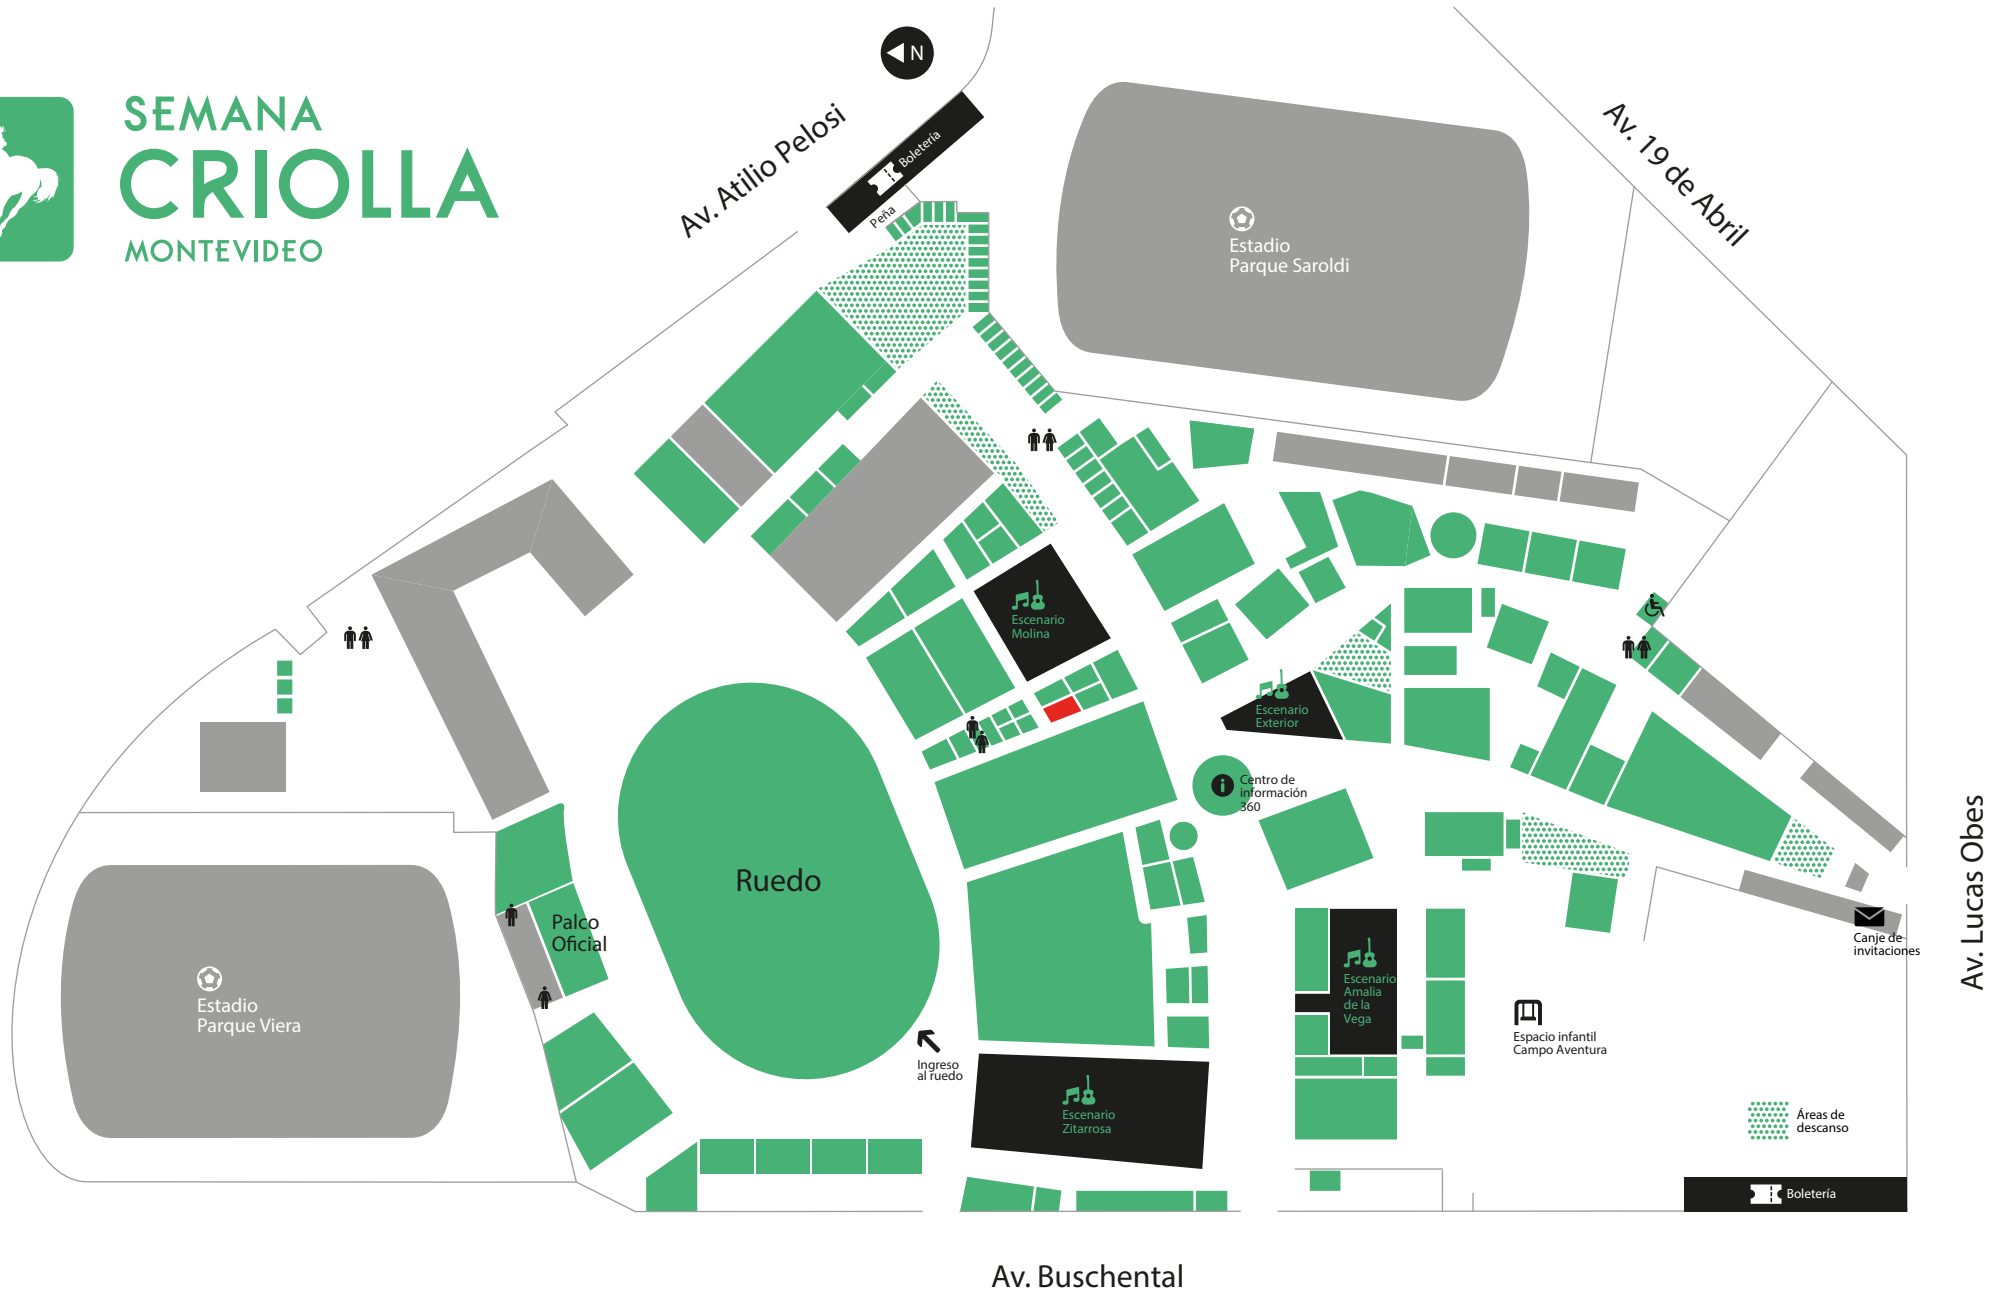 SEMANA
CRIOLLA
MONTEVIDEO
N
Av. Atilio Pelosi
Boletería
Peña
Av. 19 de Abril
Estadio
Parque Saroldi
Escenario
Molina
Escenario
Exterior
Centro de
información
360
Ruedo
Palco
Oficial
Estadio
Parque Viera
Ingreso
al ruedo
Escenario
Zitarrosa
Escenario
Amalia
de la
Vega
Espacio infantil
Campo Aventura
Canje de
invitaciones
Av. Lucas Obes
Áreas de
descanso
Boletería
Av. Buschental